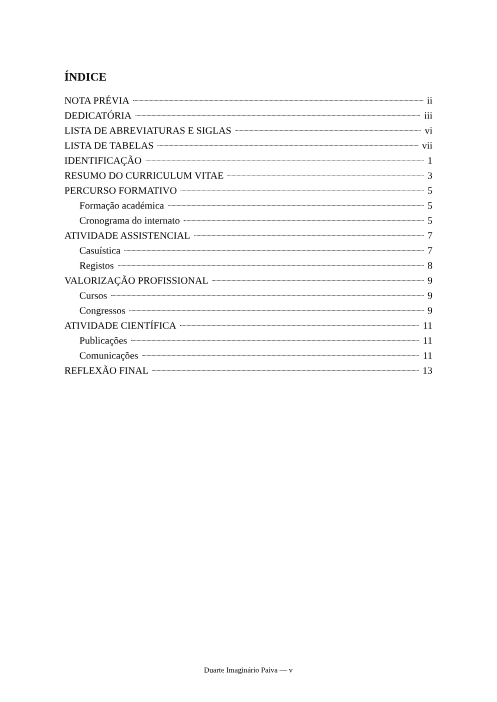 ÍNDICE
NOTA PRÉVIA ii
DEDICATÓRIA iii
LISTA DE ABREVIATURAS E SIGLAS vi
LISTA DE TABELAS vii
IDENTIFICAÇÃO 1
RESUMO DO CURRICULUM VITAE 3
PERCURSO FORMATIVO 5
Formação académica 5
Cronograma do internato 5
ATIVIDADE ASSISTENCIAL 7
Casuística 7
Registos 8
VALORIZAÇÃO PROFISSIONAL 9
Cursos 9
Congressos 9
ATIVIDADE CIENTÍFICA 11
Publicações 11
Comunicações 11
REFLEXÃO FINAL 13
Duarte Imaginário Paiva — v